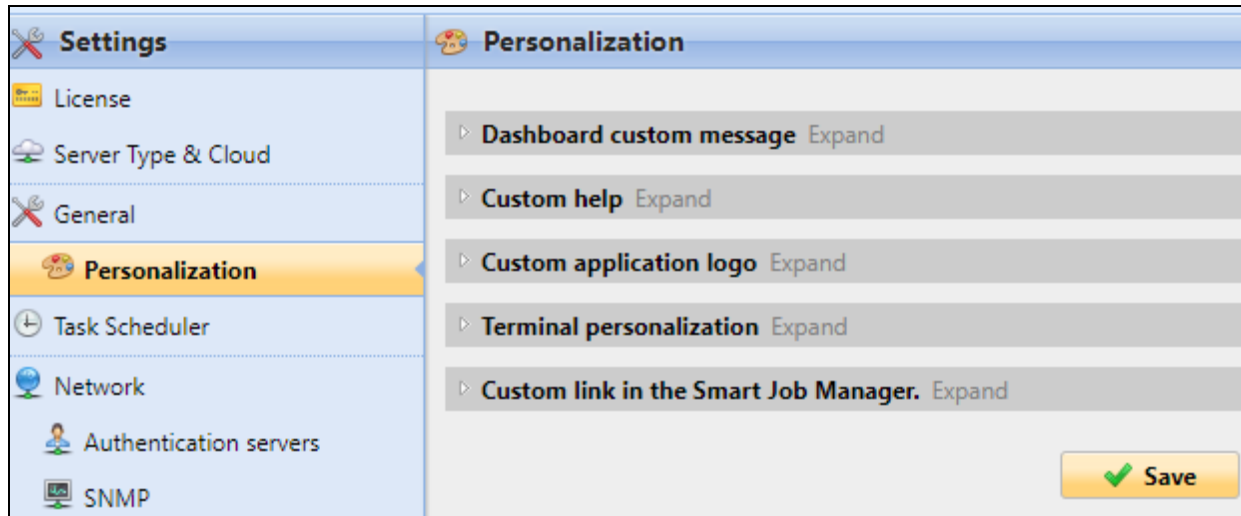 Settings
License
Server Type & Cloud
General
Personalization
Task Scheduler
Network
Authentication servers
SNMP
Personalization
Dashboard custom message Expand
Custom help Expand
Custom application logo Expand
Terminal personalization Expand
Custom link in the Smart Job Manager. Expand
Save